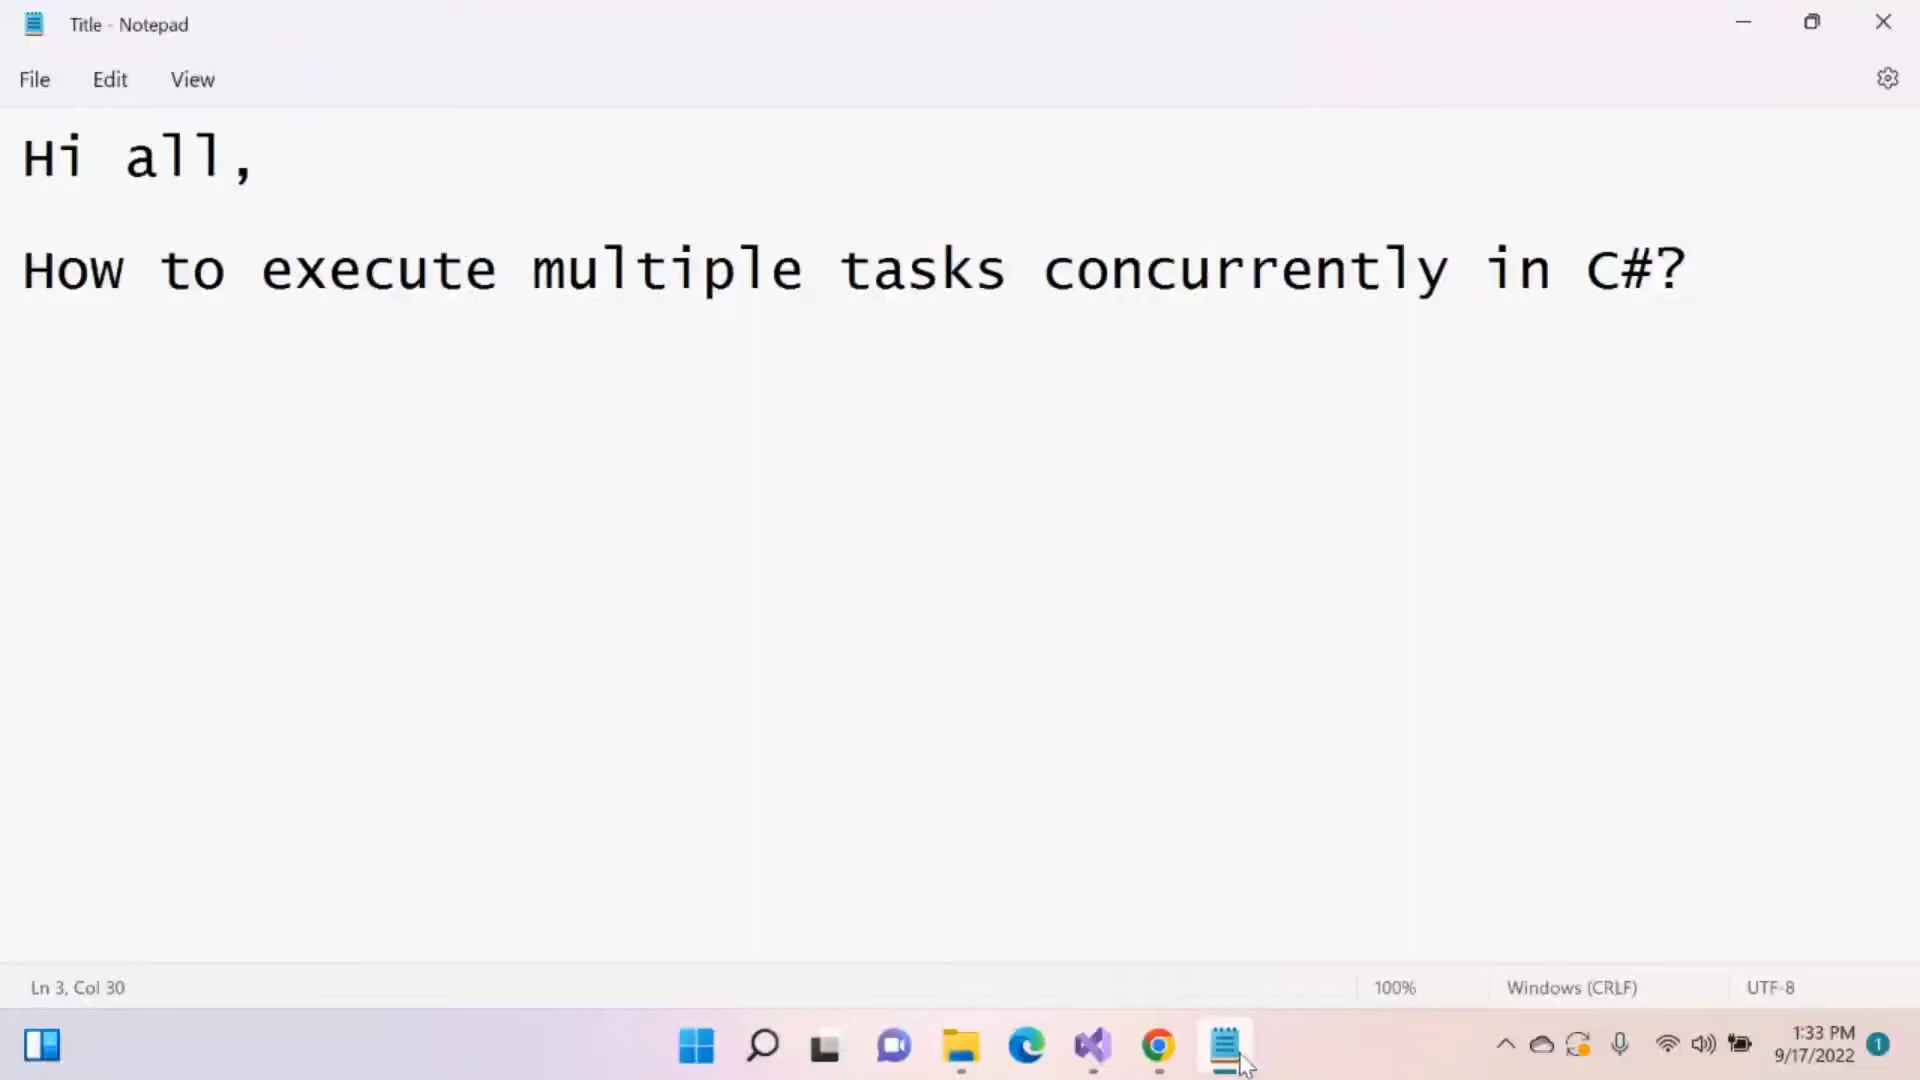 Title - Notepad
File Edit View
Hi all,
How to execute multiple tasks concurrently in C#?
Ln 3, Col 30 100% Windows (CRLF) UTF-8
1:33 PM
9/17/2022 1